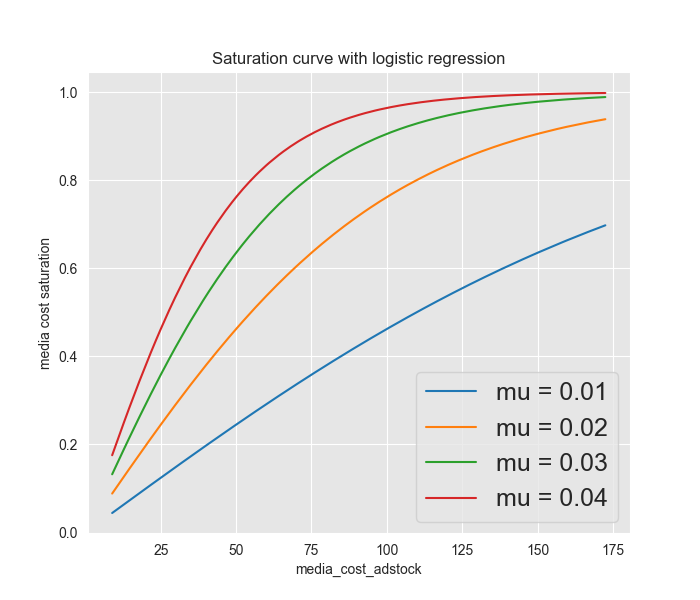 Saturation curve with logistic regression
1.0
0.8
0.6
0.4
0.2
0.0
media cost saturation
mu = 0.01
mu = 0.02
mu = 0.03
mu = 0.04
25 50 75 100 125 150 175
media_cost_adstock